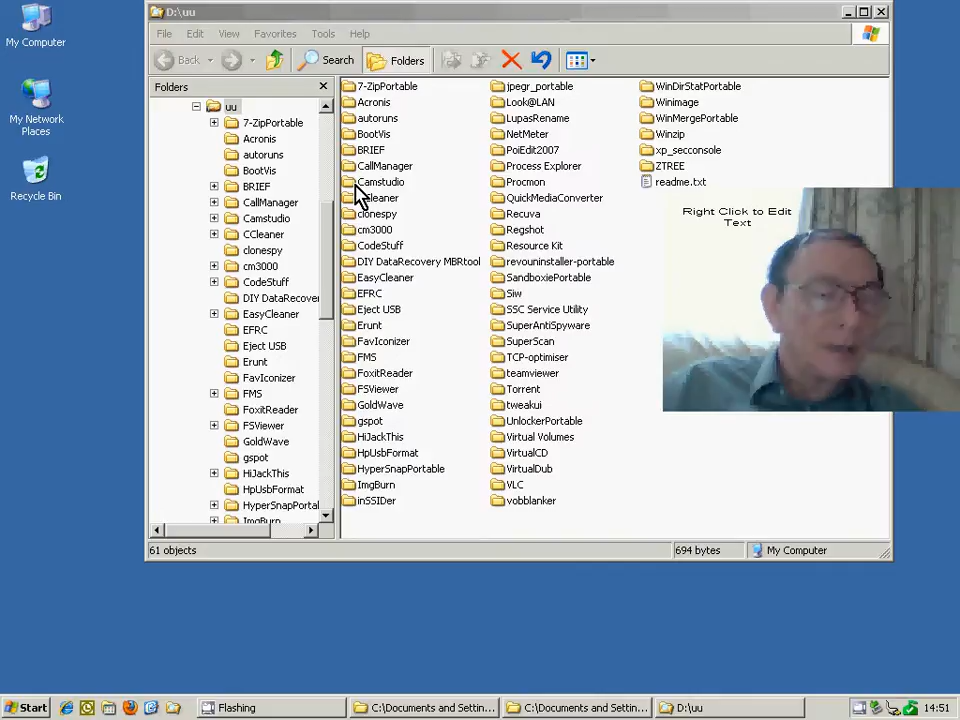 My Computer
My Network
Places
Recycle Bin
D:\uu
File Edit View Favorites Tools Help
Back Search Folders
Folders
uu
7-ZipPortable
Acronis
autoruns
BootVis
BRIEF
CallManager
Camstudio
CCleaner
clonespy
cm3000
CodeStuff
DIY DataRecove
EasyCleaner
EFRC
Eject USB
Erunt
FavIconizer
FMS
FoxitReader
FSViewer
GoldWave
gspot
HiJackThis
HpUsbFormat
HyperSnapPorta
ImgBurn
7-ZipPortable
Acronis
autoruns
BootVis
BRIEF
CallManager
Camstudio
clonespy
cm3000
CodeStuff
DIY DataRecovery MBRtool
EasyCleaner
EFRC
Eject USB
Erunt
FavIconizer
FMS
FoxitReader
FSViewer
GoldWave
gspot
HiJackThis
HpUsbFormat
HyperSnapPortable
ImgBurn
inSSIDer
jpegr_portable
Look@LAN
LupasRename
NetMeter
PoiEdit2007
Process Explorer
Procmon
QuickMediaConverter
Recuva
Regshot
Resource Kit
revouninstaller-portable
SandboxiePortable
Siw
SSC Service Utility
SuperAntiSpyware
SuperScan
TCP-optimiser
teamviewer
Torrent
tweakui
UnlockerPortable
Virtual Volumes
VirtualCD
VirtualDub
VLC
vobblanker
WinDirStatPortable
Winimage
WinMergePortable
Winzip
xp_secconsole
ZTREE
readme.txt
Right Click to Edit
Text
61 objects 694 bytes My Computer
Start Flashing C:\Documents and Settin... C:\Documents and Settin... D:\uu 14:51